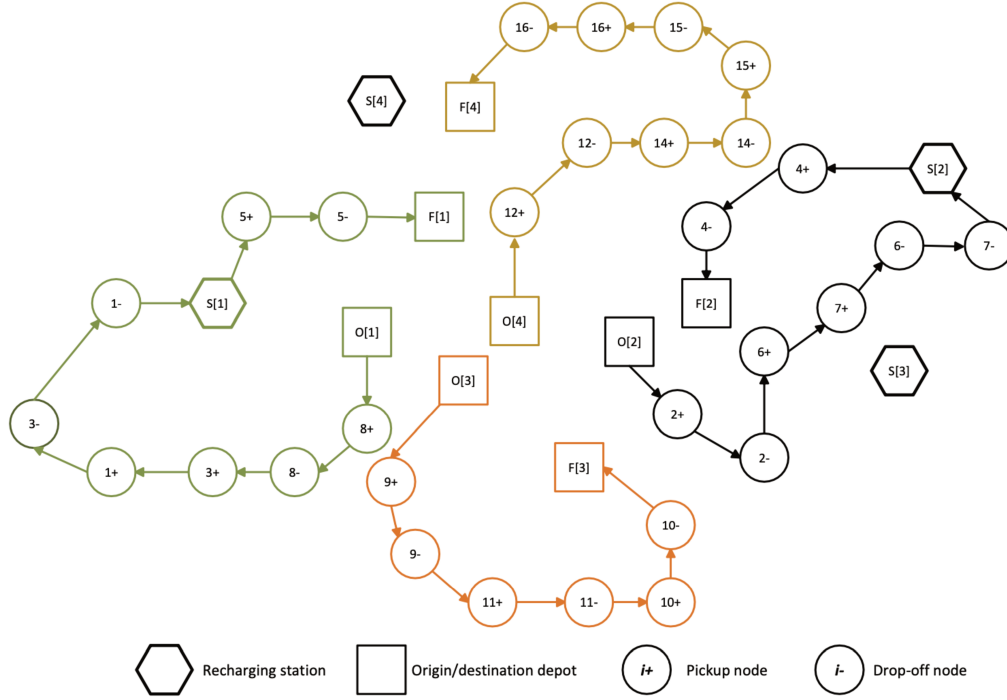 16-
16+
15-
15+
S[4]
F[4]
12-
14+
14-
4+
S[2]
5+
5-
F[1]
12+
4-
6-
7-
1-
S[1]
O[1]
O[4]
F[2]
7+
O[2]
6+
S[3]
O[3]
3-
8+
2+
1+
3+
8-
9+
F[3]
2-
9-
10-
11+
11-
10+
Recharging station
Origin/destination depot
i+
Pickup node
i-
Drop-off node